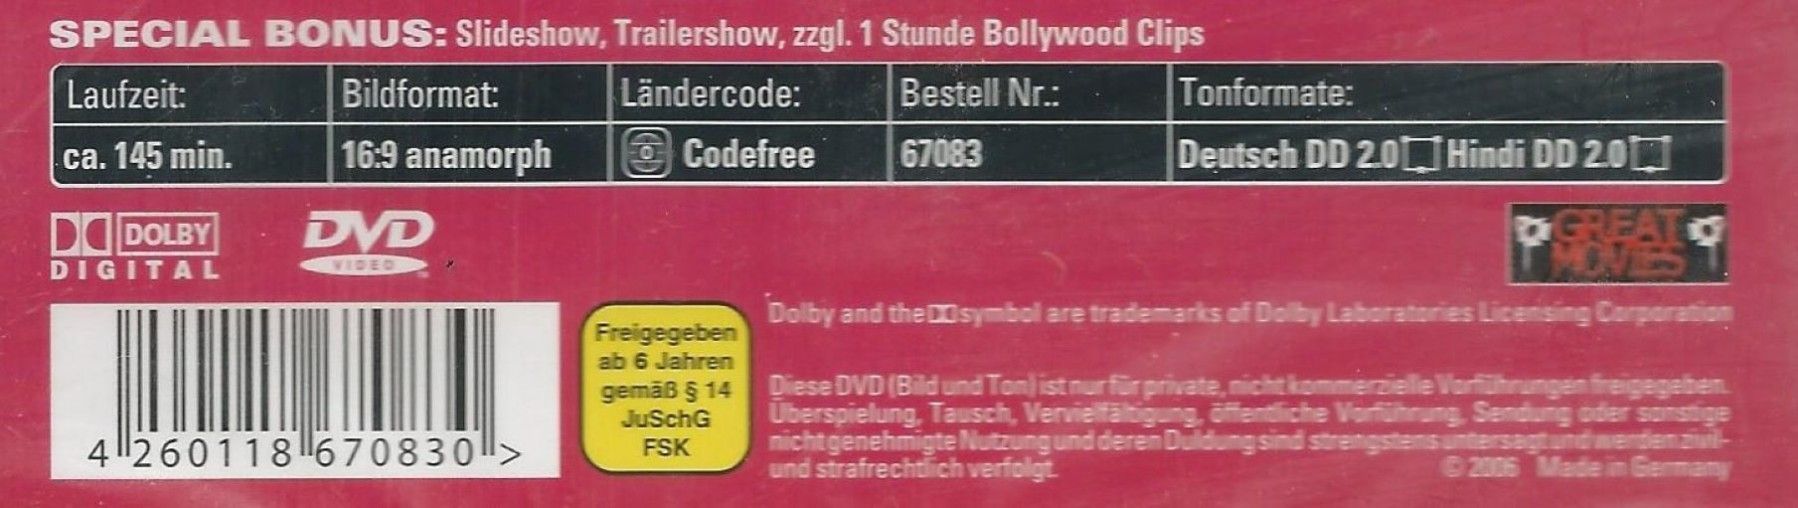 SPECIAL BONUS: Slideshow, Trailershow, zzgl. 1 Stunde Bollywood Clips
Laufzeit: Bildformat: Ländercode: Bestell Nr.: Tonformate:
ca. 145 min. 16:9 anamorph 0 Codefree 67083 Deutsch DD 2.0 Hindi DD 2.0
DOLBY
DIGITAL
DVD
VIDEO
GREAT
MOVIES
4 260118 670830 >
Freigegeben
ab 6 Jahren
gemäß § 14
JuSchG
FSK
Dolby and the symbol are trademarks of Dolby Laboratories Licensing Corporation
Diese DVD (Bild und Ton) ist nur für private, nicht kommerzielle Vorführungen freigegeben.
Überspielung, Tausch, Vervielfältigung, öffentliche Vorführung, Sendung oder sonstige
nicht genehmigte Nutzung und deren Duldung sind strengstens untersagt und werden zivil-
und strafrechtlich verfolgt.
© 2006 Made in Germany